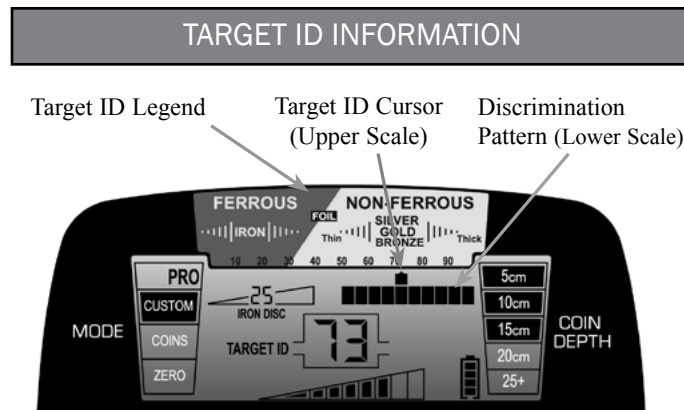 TARGET ID INFORMATION
Target ID Legend
Target ID Cursor
(Upper Scale)
Discrimination
Pattern (Lower Scale)
FERROUS
NON-FERROUS
FOIL
IRON
Thin
SILVER
GOLD
BRONZE
Thick
10 20 30 40 50 60 70 80 90
MODE
PRO
CUSTOM
COINS
ZERO
25
IRON DISC
TARGET ID
73
5cm
10cm
15cm
20cm
25+
COIN
DEPTH